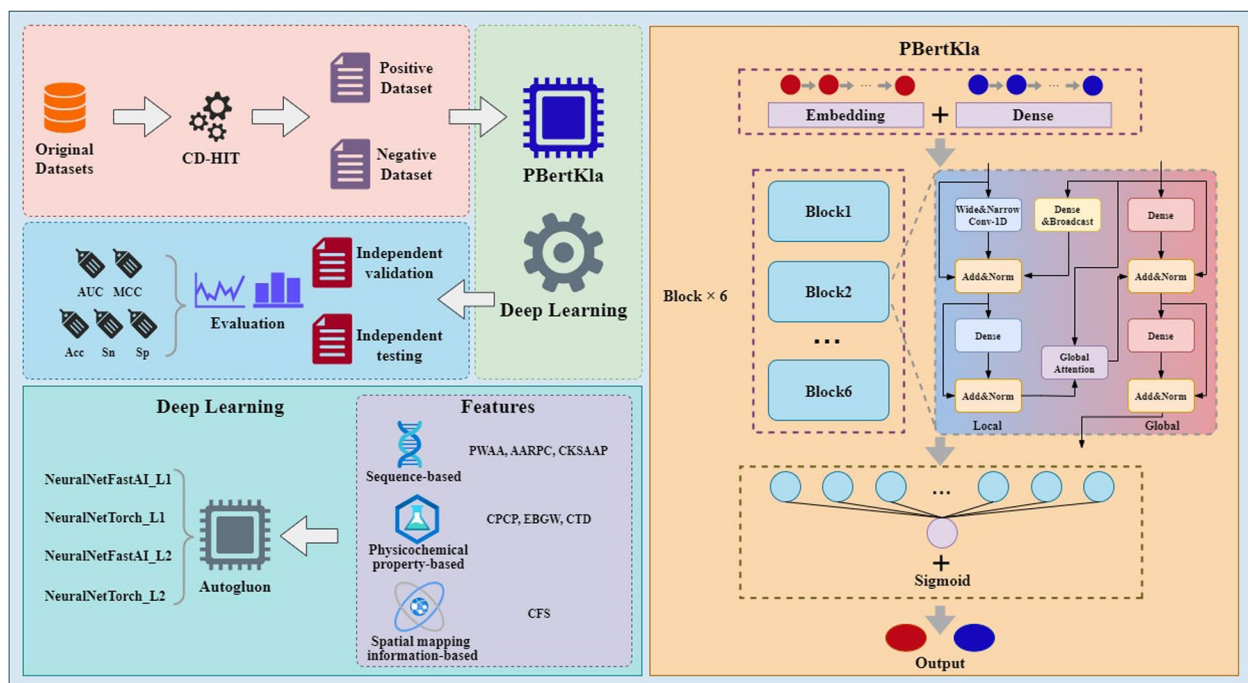 Original
Datasets
CD-HIT
Positive
Dataset
Negative
Dataset
PBertKla
Deep Learning
Independent
validation
Independent
testing
Evaluation
AUC MCC
Acc Sn Sp
Deep Learning
NeuralNetFastAI_L1
NeuralNetTorch_L1
NeuralNetFastAI_L2
NeuralNetTorch_L2
Autogluon
Features
Sequence-based
PWAA, AARPC, CKSAAP
Physicochemical
property-based
CPCP, EBGW, CTD
Spatial mapping
information-based
CFS
PBertKla
...
...
Embedding + Dense
Block × 6
Block1
Block2
...
Block6
Wide&Narrow
Conv-1D
Dense
&Broadcast
Dense
Add&Norm
Add&Norm
Dense
Global
Attention
Dense
Add&Norm
Add&Norm
Local
Global
...
+
Sigmoid
Output